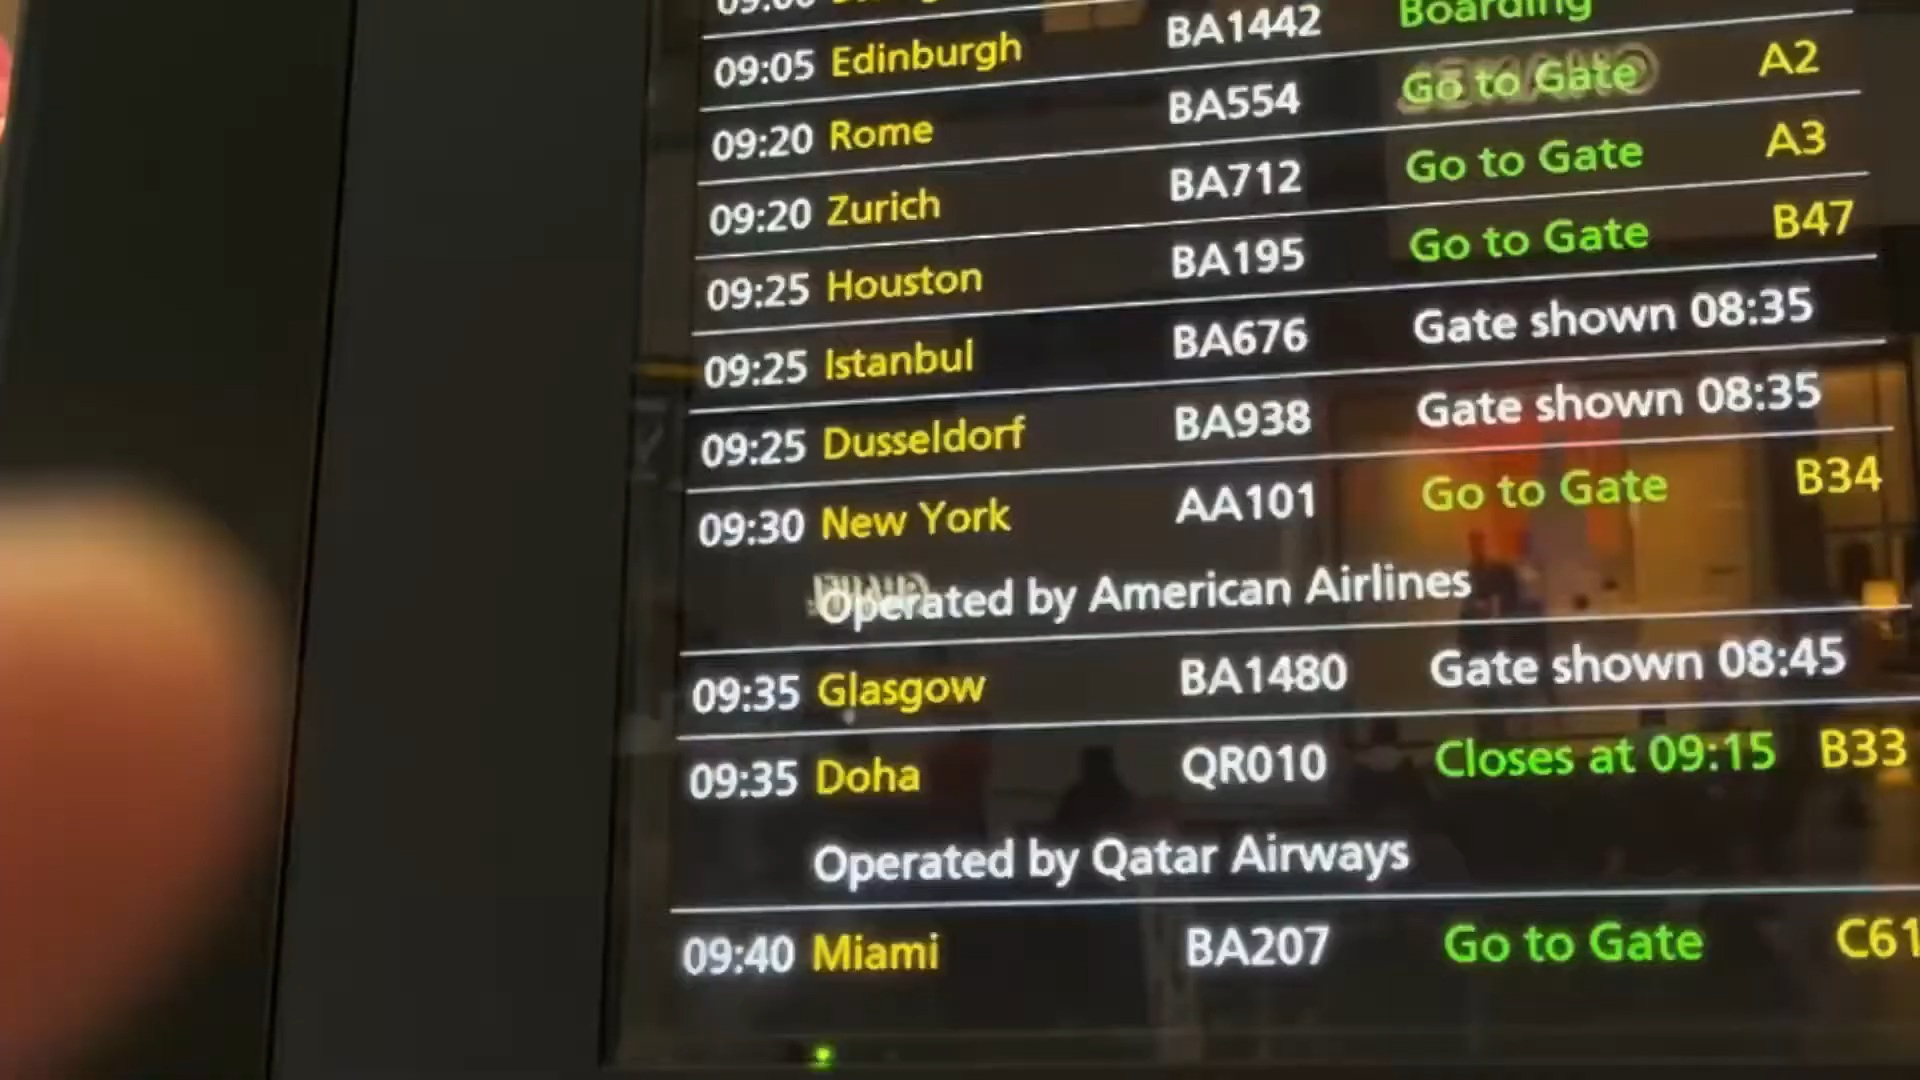 09:05 Edinburgh BA1442 Boarding
09:20 Rome BA554 Go to Gate A2
09:20 Zurich BA712 Go to Gate A3
09:25 Houston BA195 Go to Gate B47
09:25 Istanbul BA676 Gate shown 08:35
09:25 Dusseldorf BA938 Gate shown 08:35
09:30 New York AA101 Go to Gate B34
Operated by American Airlines
09:35 Glasgow BA1480 Gate shown 08:45
09:35 Doha QR010 Closes at 09:15 B33
Operated by Qatar Airways
09:40 Miami BA207 Go to Gate C61